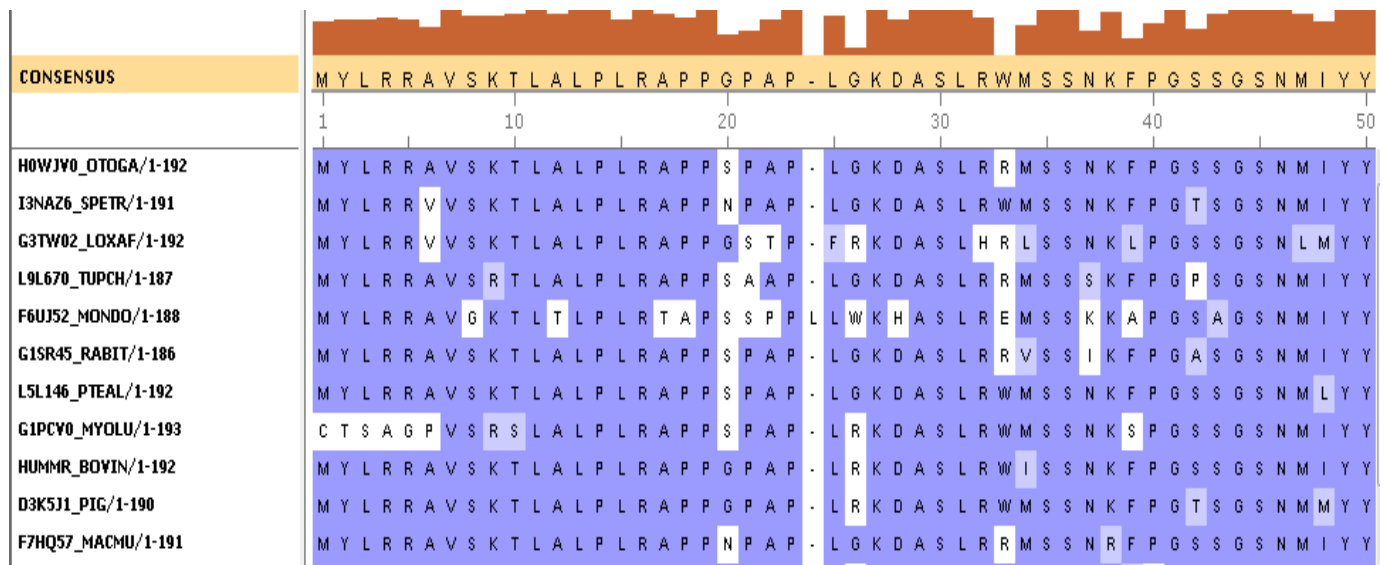 CONSENSUS M Y L R R A V S K T L A L P L R A P P G P A P - L G K D A S L R W M S S N K F P G S S G S N M I Y Y
1 10 20 30 40 50
H0WJV0_OTOGA/1-192 M Y L R R A V S K T L A L P L R A P P S P A P - L G K D A S L R R M S S N K F P G S S G S N M I Y Y
I3NAZ6_SPETR/1-191 M Y L R R V V S K T L A L P L R A P P N P A P - L G K D A S L R W M S S N K F P G T S G S N M I Y Y
G3TW02_LOXAF/1-192 M Y L R R V V S K T L A L P L R A P P G S T P - F R K D A S L H R L S S N K L P G S S G S N L M Y Y
L9L670_TUPCH/1-187 M Y L R R A V S R T L A L P L R A P P S A A P - L G K D A S L R R M S S S K F P G P S G S N M I Y Y
F6UJ52_MONDO/1-188 M Y L R R A V G K T L T L P L R T A P S S P P L L W K H A S L R E M S S K K A P G S A G S N M I Y Y
G1SR45_RABIT/1-186 M Y L R R A V S K T L A L P L R A P P S P A P - L G K D A S L R R V S S I K F P G A S G S N M I Y Y
L5L146_PTEAL/1-192 M Y L R R A V S K T L A L P L R A P P S P A P - L G K D A S L R W M S S N K F P G S S G S N M L Y Y
G1PCV0_MYOLU/1-193 C T S A G P V S R S L A L P L R A P P S P A P - L R K D A S L R W M S S N K S P G S S G S N M I Y Y
HUMMR_BOVIN/1-192 M Y L R R A V S K T L A L P L R A P P G P A P - L R K D A S L R W I S S N K F P G S S G S N M I Y Y
D3K5J1_PIG/1-190 M Y L R R A V S K T L A L P L R A P P G P A P - L R K D A S L R W M S S N K F P G T S G S N M M Y Y
F7HQ57_MACMU/1-191 M Y L R R A V S K T L A L P L R A P P N P A P - L G K D A S L R R M S S N R F P G S S G S N M I Y Y